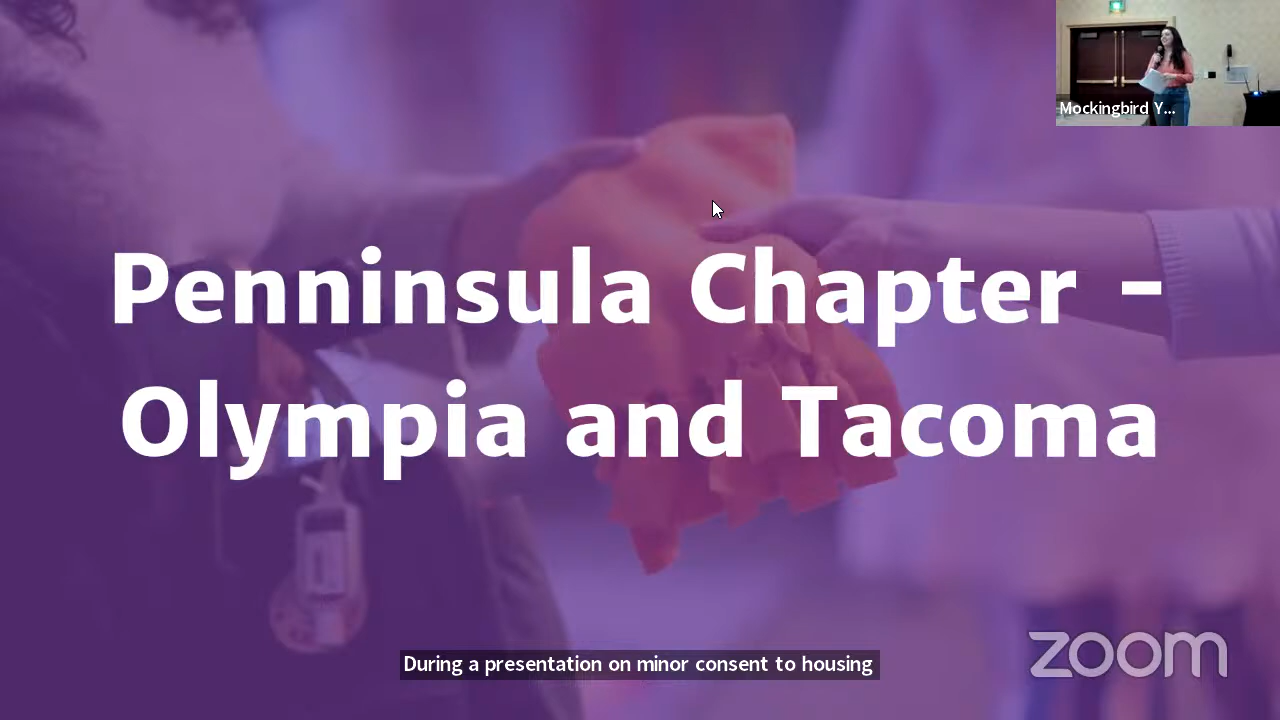 Mockingbird Y...
Penninsula Chapter -
Olympia and Tacoma
During a presentation on minor consent to housing
zoom